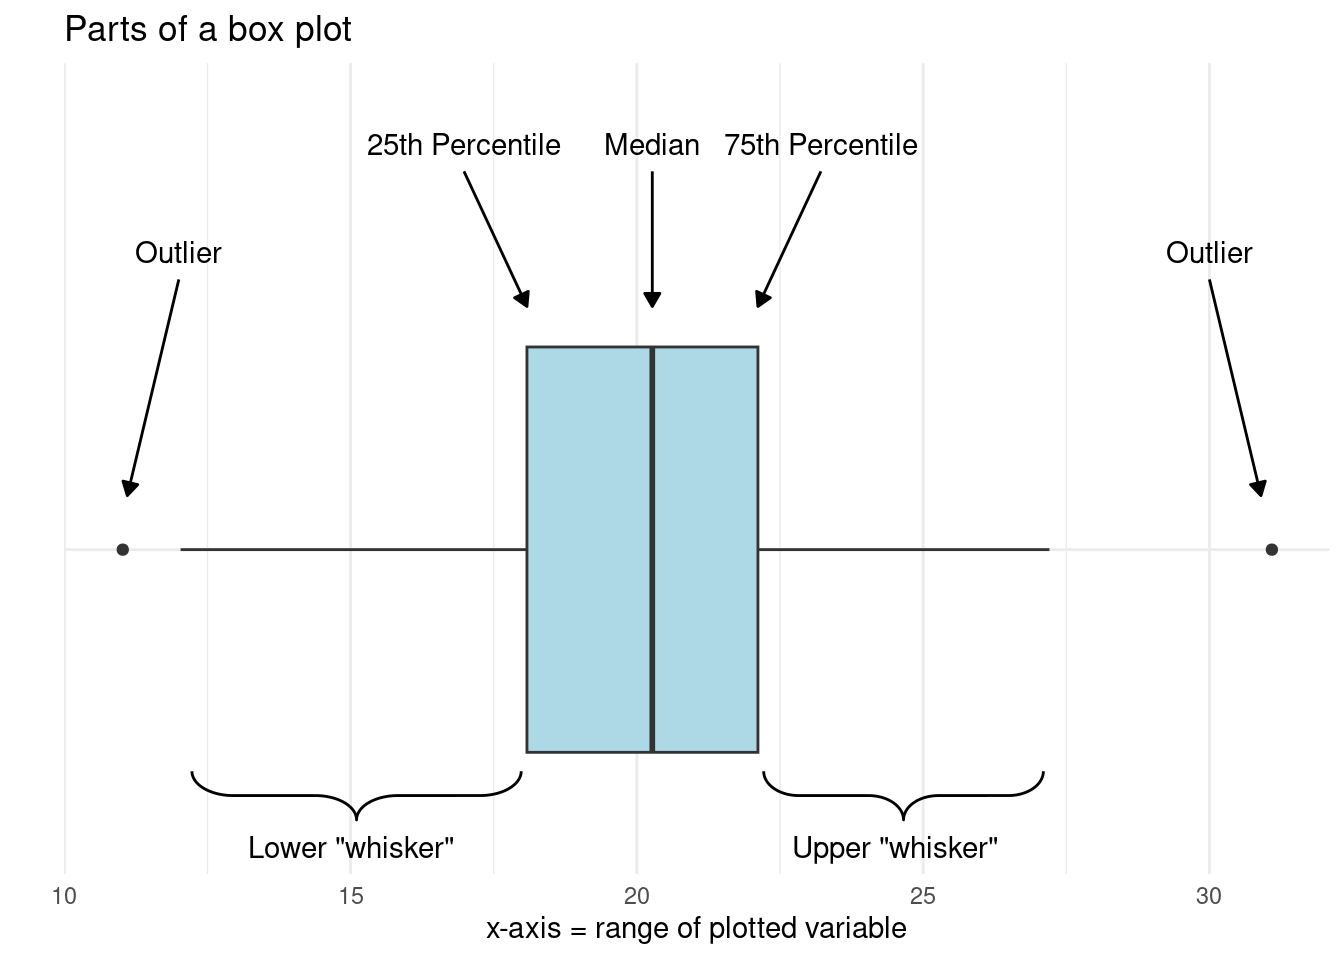 Parts of a box plot
25th Percentile Median 75th Percentile
Outlier Outlier
Lower "whisker" Upper "whisker"
10 15 20 25 30
x-axis = range of plotted variable